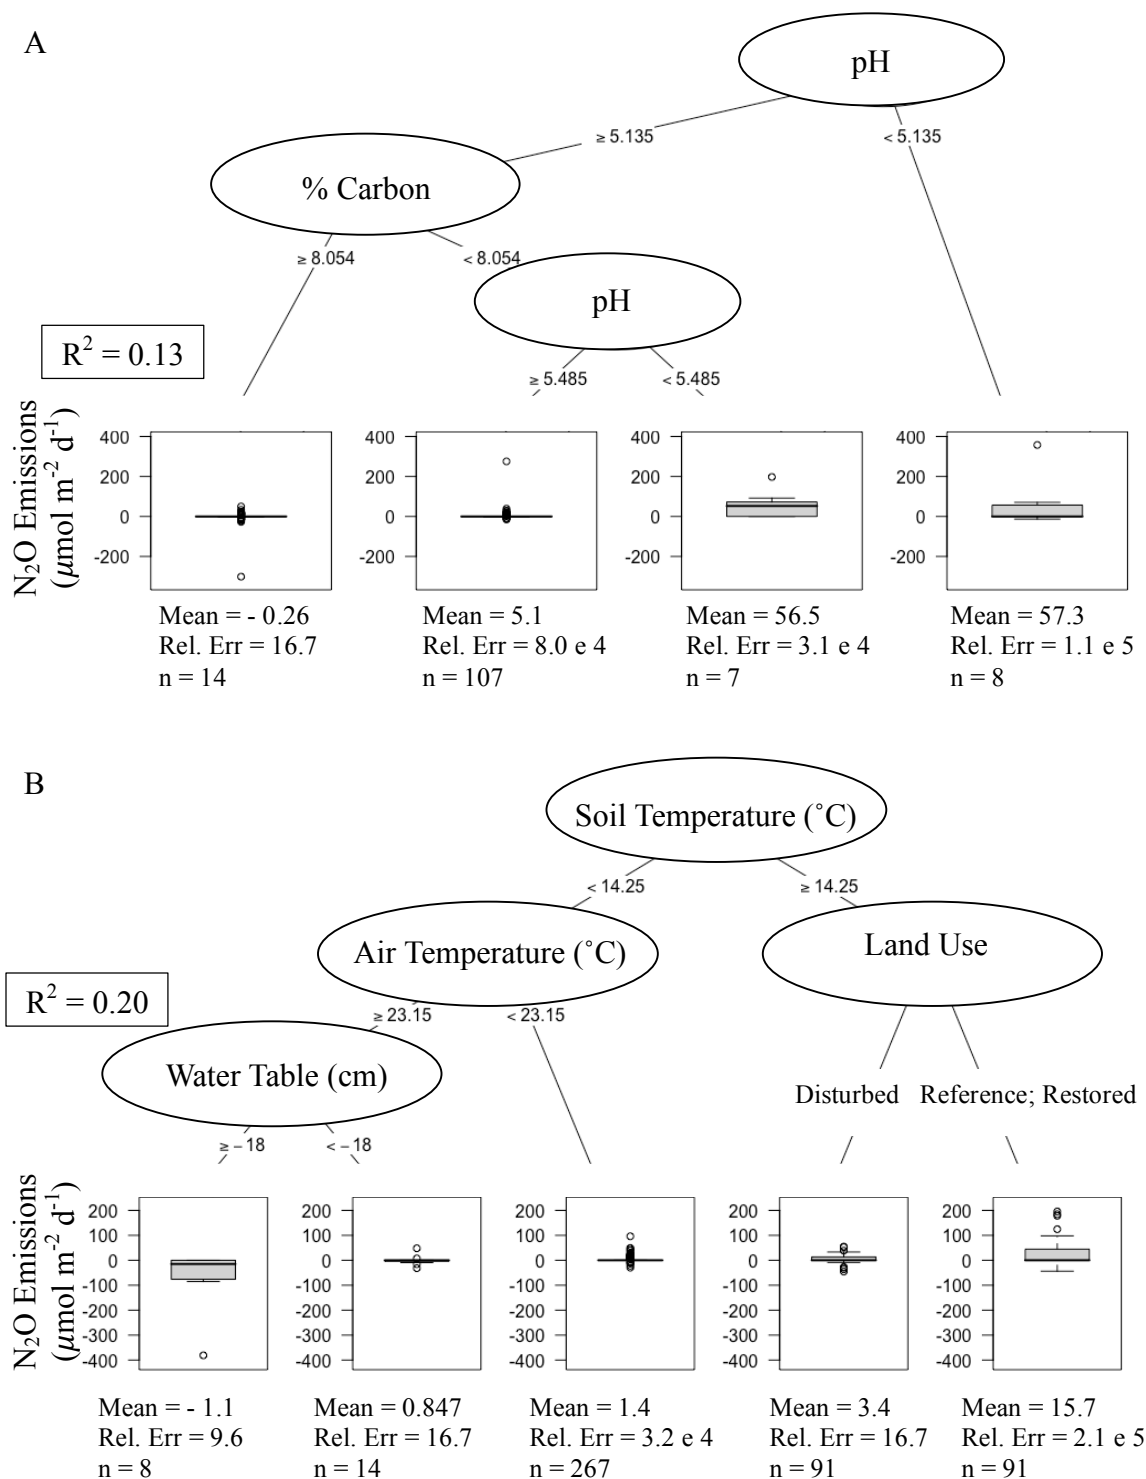 A
pH
≥ 5.135
< 5.135
% Carbon
≥ 8.054
< 8.054
pH
R² = 0.13
≥ 5.485
< 5.485
N₂O Emissions
(µmol m⁻² d⁻¹)
400
200
0
-200
400
200
0
-200
400
200
0
-200
400
200
0
-200
Mean = - 0.26
Rel. Err = 16.7
n = 14
Mean = 5.1
Rel. Err = 8.0 e 4
n = 107
Mean = 56.5
Rel. Err = 3.1 e 4
n = 7
Mean = 57.3
Rel. Err = 1.1 e 5
n = 8
B
Soil Temperature (˚C)
< 14.25
≥ 14.25
Air Temperature (˚C)
Land Use
R² = 0.20
≥ 23.15
< 23.15
Water Table (cm)
Disturbed
Reference; Restored
≥ – 18
< – 18
N₂O Emissions
(µmol m⁻² d⁻¹)
200
100
0
-100
-200
-300
-400
200
100
0
-100
-200
-300
-400
200
100
0
-100
-200
-300
-400
200
100
0
-100
-200
-300
-400
200
100
0
-100
-200
-300
-400
Mean = - 1.1
Rel. Err = 9.6
n = 8
Mean = 0.847
Rel. Err = 16.7
n = 14
Mean = 1.4
Rel. Err = 3.2 e 4
n = 267
Mean = 3.4
Rel. Err = 16.7
n = 91
Mean = 15.7
Rel. Err = 2.1 e 5
n = 91